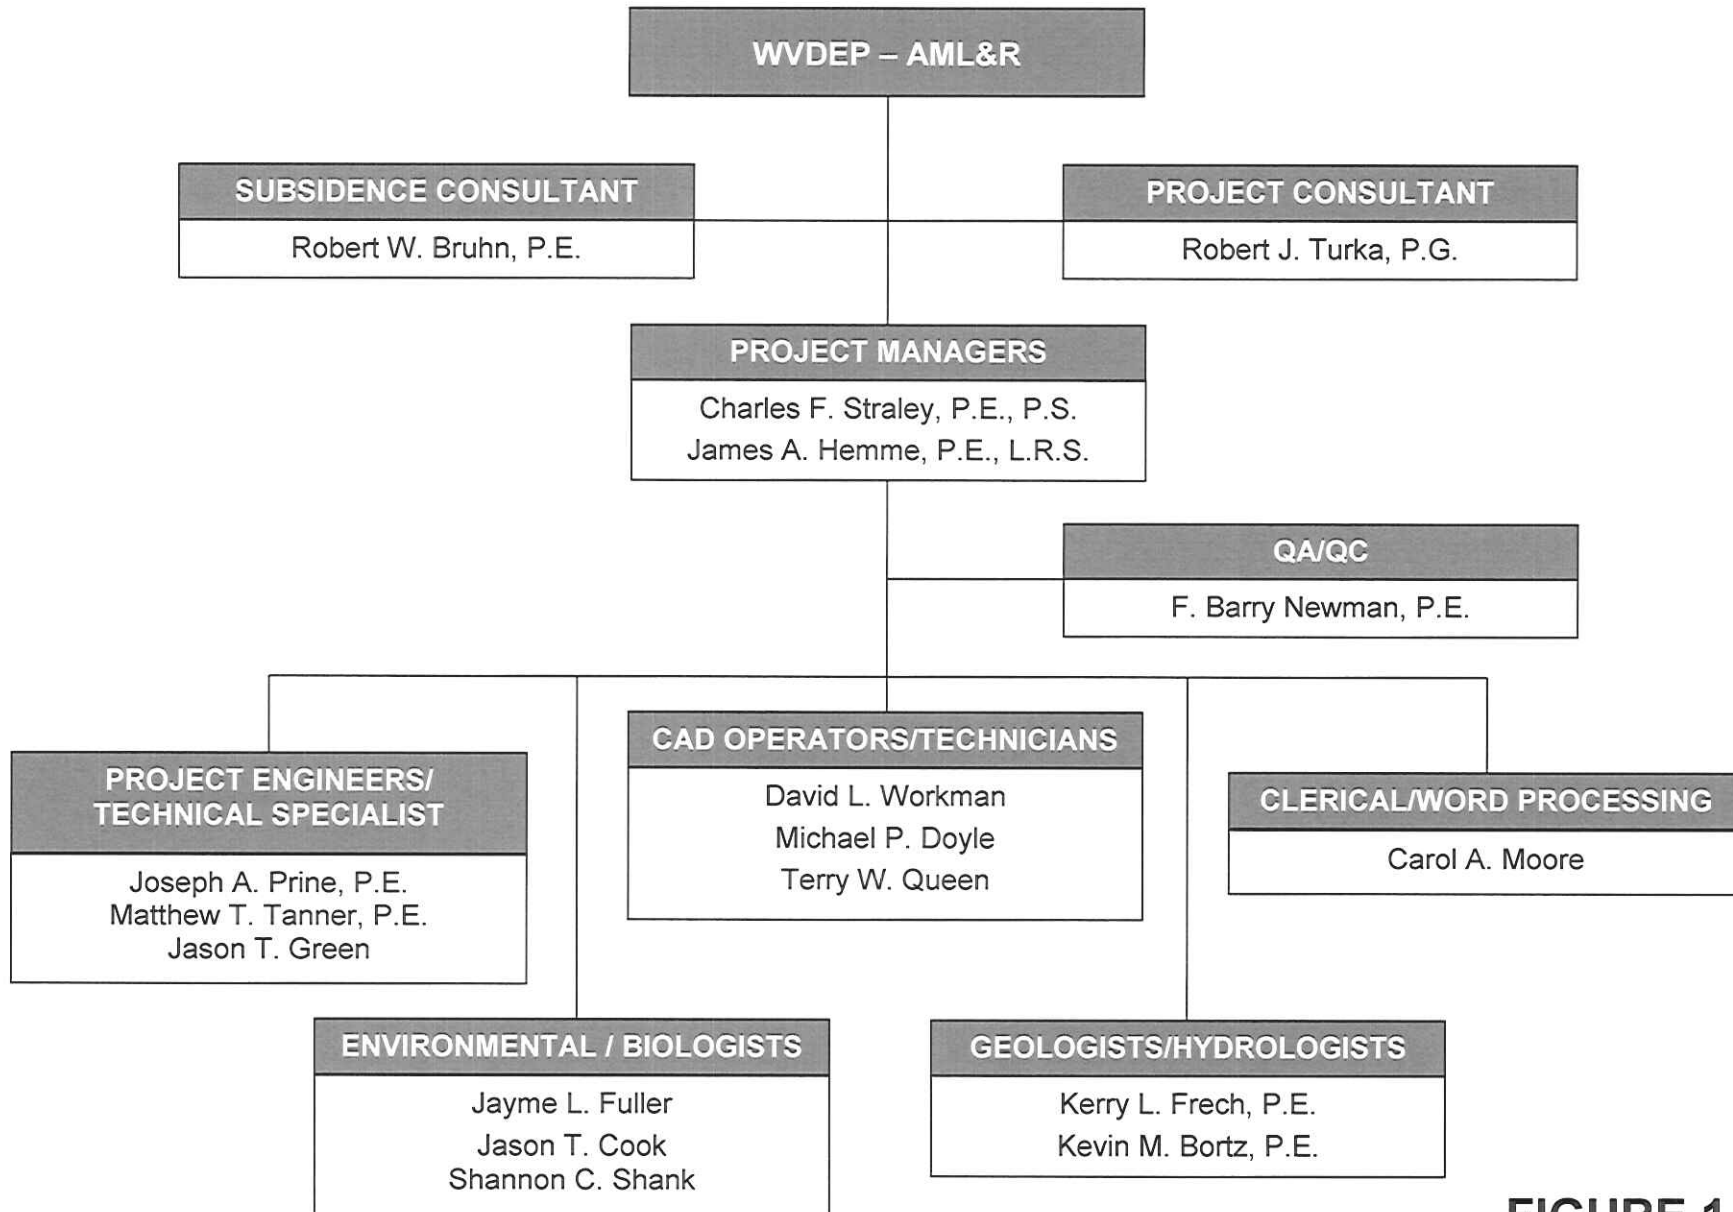 WVDEP – AML&R
SUBSIDENCE CONSULTANT
Robert W. Bruhn, P.E.
PROJECT CONSULTANT
Robert J. Turka, P.G.
PROJECT MANAGERS
Charles F. Straley, P.E., P.S.
James A. Hemme, P.E., L.R.S.
QA/QC
F. Barry Newman, P.E.
PROJECT ENGINEERS/
TECHNICAL SPECIALIST
Joseph A. Prine, P.E.
Matthew T. Tanner, P.E.
Jason T. Green
CAD OPERATORS/TECHNICIANS
David L. Workman
Michael P. Doyle
Terry W. Queen
CLERICAL/WORD PROCESSING
Carol A. Moore
ENVIRONMENTAL / BIOLOGISTS
Jayme L. Fuller
Jason T. Cook
Shannon C. Shank
GEOLOGISTS/HYDROLOGISTS
Kerry L. Frech, P.E.
Kevin M. Bortz, P.E.
FIGURE 1